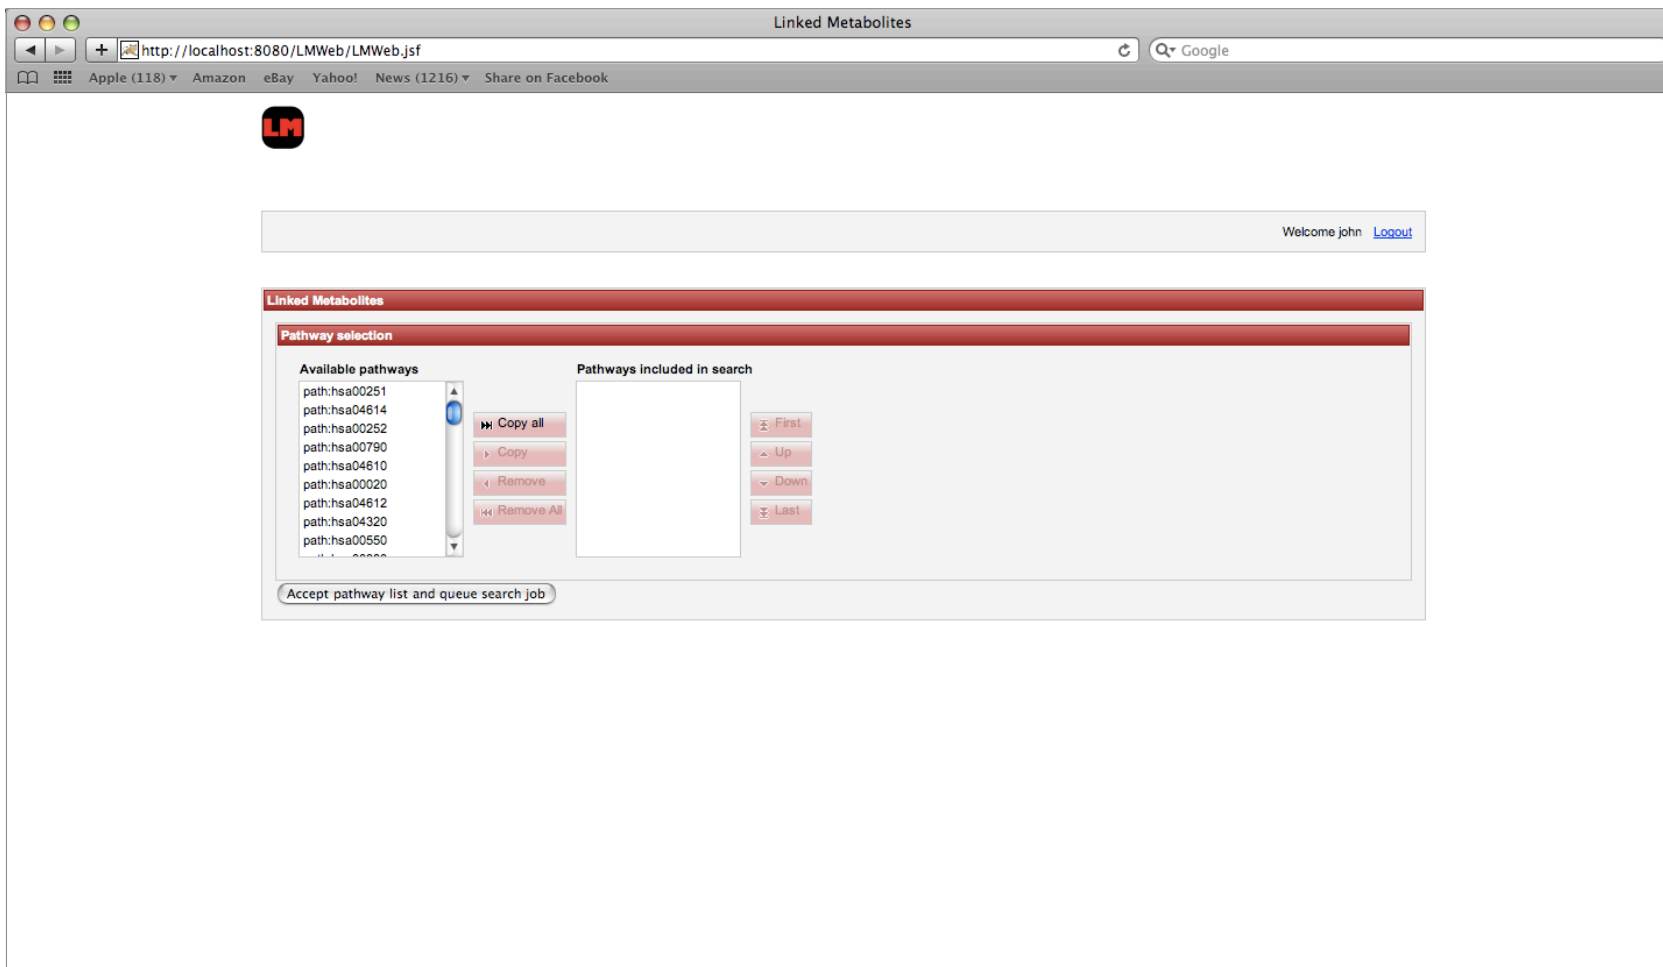 Linked Metabolites
http://localhost:8080/LMWeb/LMWeb.jsf
Google
Apple (118) Amazon eBay Yahoo! News (1216) Share on Facebook
LM
Welcome john Logout
Linked Metabolites
Pathway selection
Available pathways
path:hsa00251
path:hsa04614
path:hsa00252
path:hsa00790
path:hsa04610
path:hsa00020
path:hsa04612
path:hsa04320
path:hsa00550
Copy all
Copy
Remove
Remove All
Pathways included in search
First
Up
Down
Last
Accept pathway list and queue search job